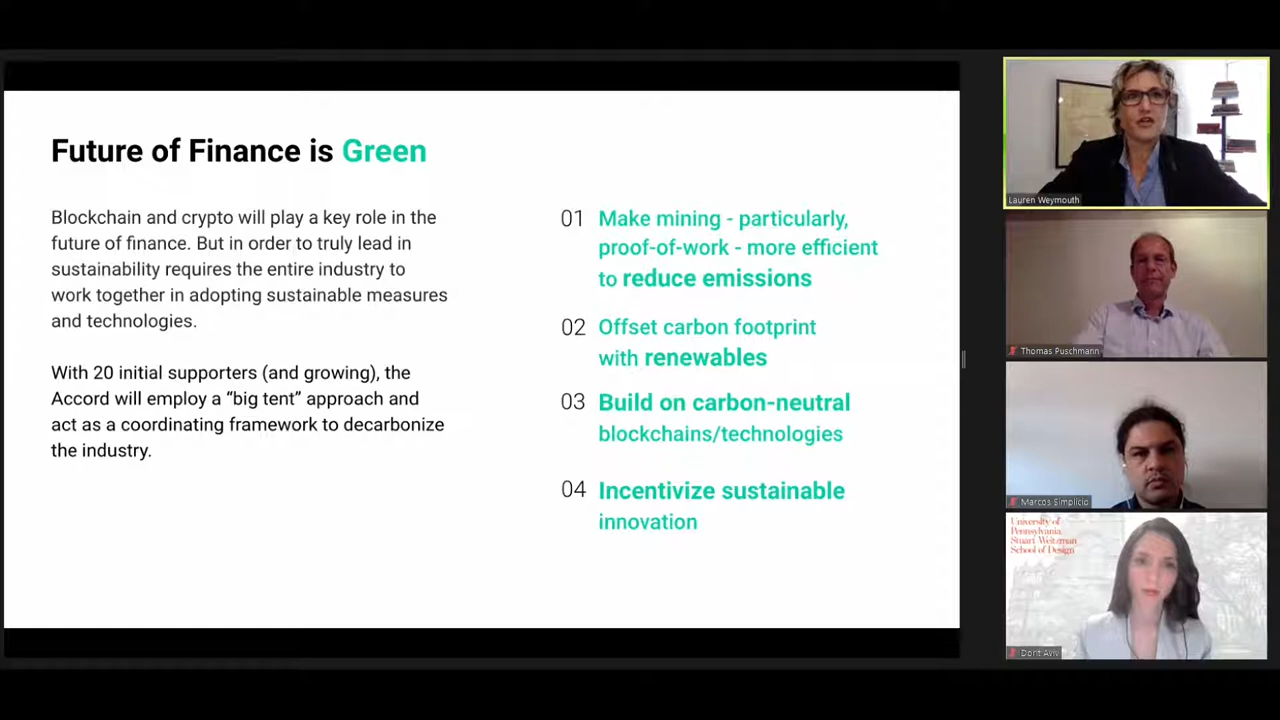 Future of Finance is Green
Blockchain and crypto will play a key role in the
future of finance. But in order to truly lead in
sustainability requires the entire industry to
work together in adopting sustainable measures
and technologies.
With 20 initial supporters (and growing), the
Accord will employ a “big tent” approach and
act as a coordinating framework to decarbonize
the industry.
01 Make mining - particularly,
proof-of-work - more efficient
to reduce emissions
02 Offset carbon footprint
with renewables
03 Build on carbon-neutral
blockchains/technologies
04 Incentivize sustainable
innovation
Lauren Weymouth
Thomas Puschmann
Marcos Simplicio
University of
Pennsylvania
Stuart Weitzman
School of Design
Dorit Aviv